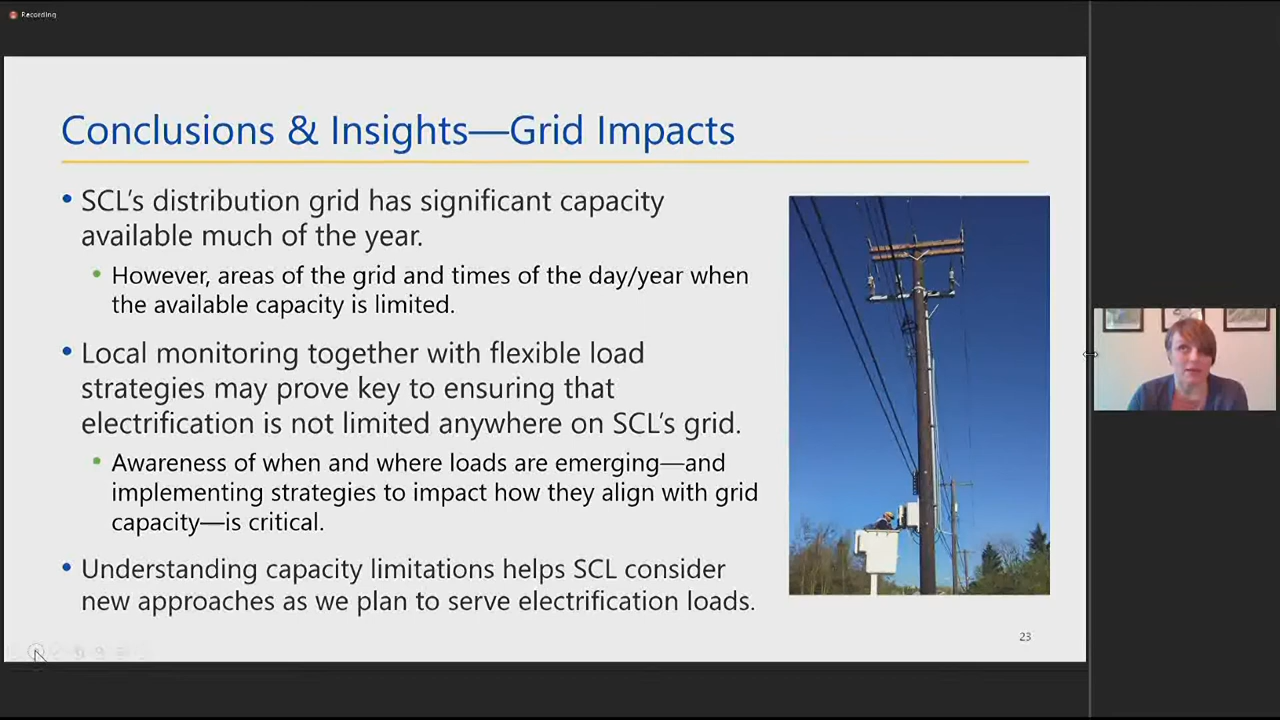 Recording
Conclusions & Insights—Grid Impacts
• SCL's distribution grid has significant capacity
available much of the year.
• However, areas of the grid and times of the day/year when
the available capacity is limited.
• Local monitoring together with flexible load
strategies may prove key to ensuring that
electrification is not limited anywhere on SCL's grid.
• Awareness of when and where loads are emerging—and
implementing strategies to impact how they align with grid
capacity—is critical.
• Understanding capacity limitations helps SCL consider
new approaches as we plan to serve electrification loads.
23